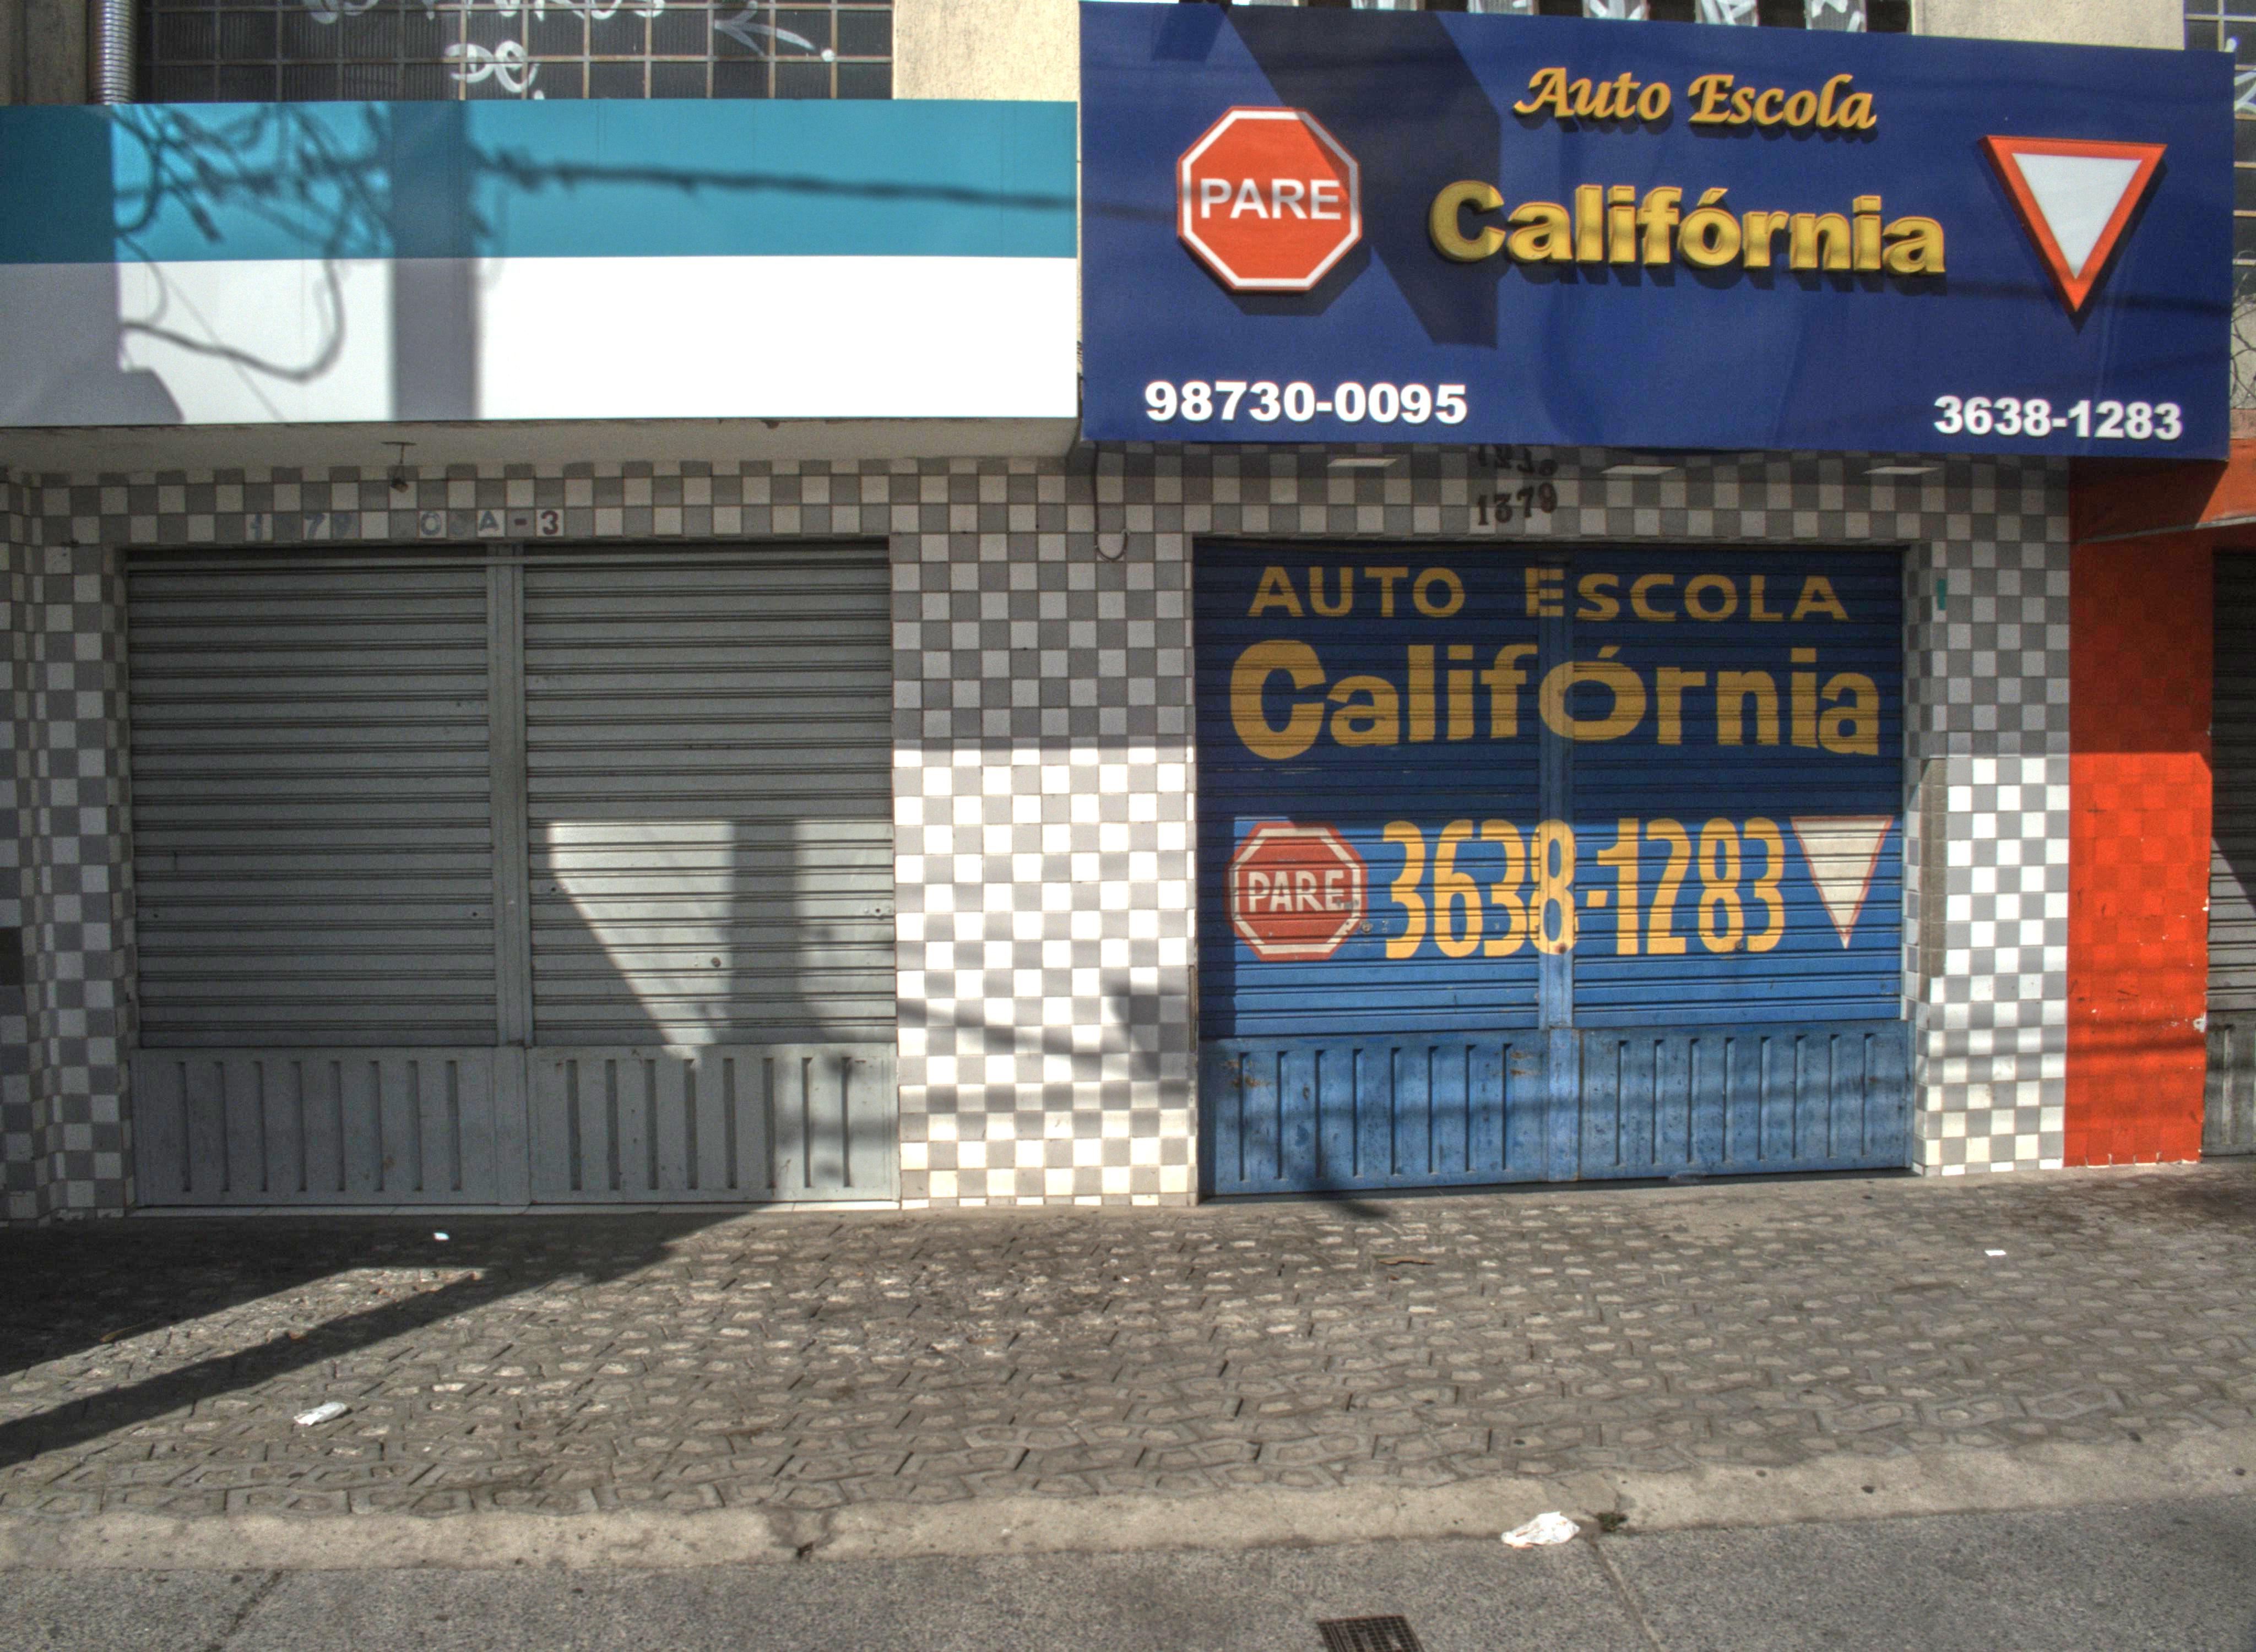 Auto Escola
PARE
Califórnia
98730-0095
3638-1283
1379
AUTO ESCOLA
Califórnia
PARE
3638-1283